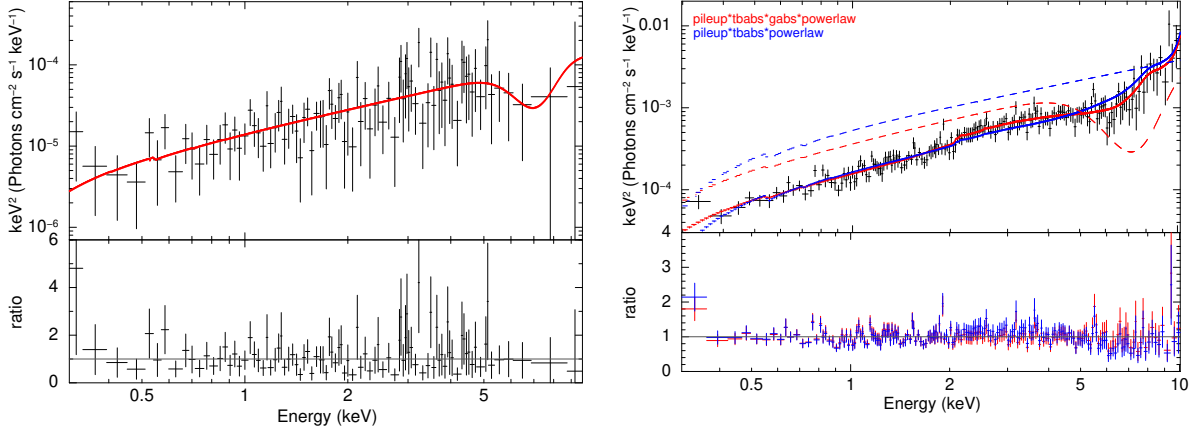 keV² (Photons cm⁻² s⁻¹ keV⁻¹)
10⁻⁴
10⁻⁵
10⁻⁶
ratio
6
4
2
0
0.5 1 2 5
Energy (keV)
pileup*tbabs*gabs*powerlaw
pileup*tbabs*powerlaw
keV² (Photons cm⁻² s⁻¹ keV⁻¹)
0.01
10⁻³
10⁻⁴
4
ratio
3
2
1
0
0.5 1 2 5 10
Energy (keV)